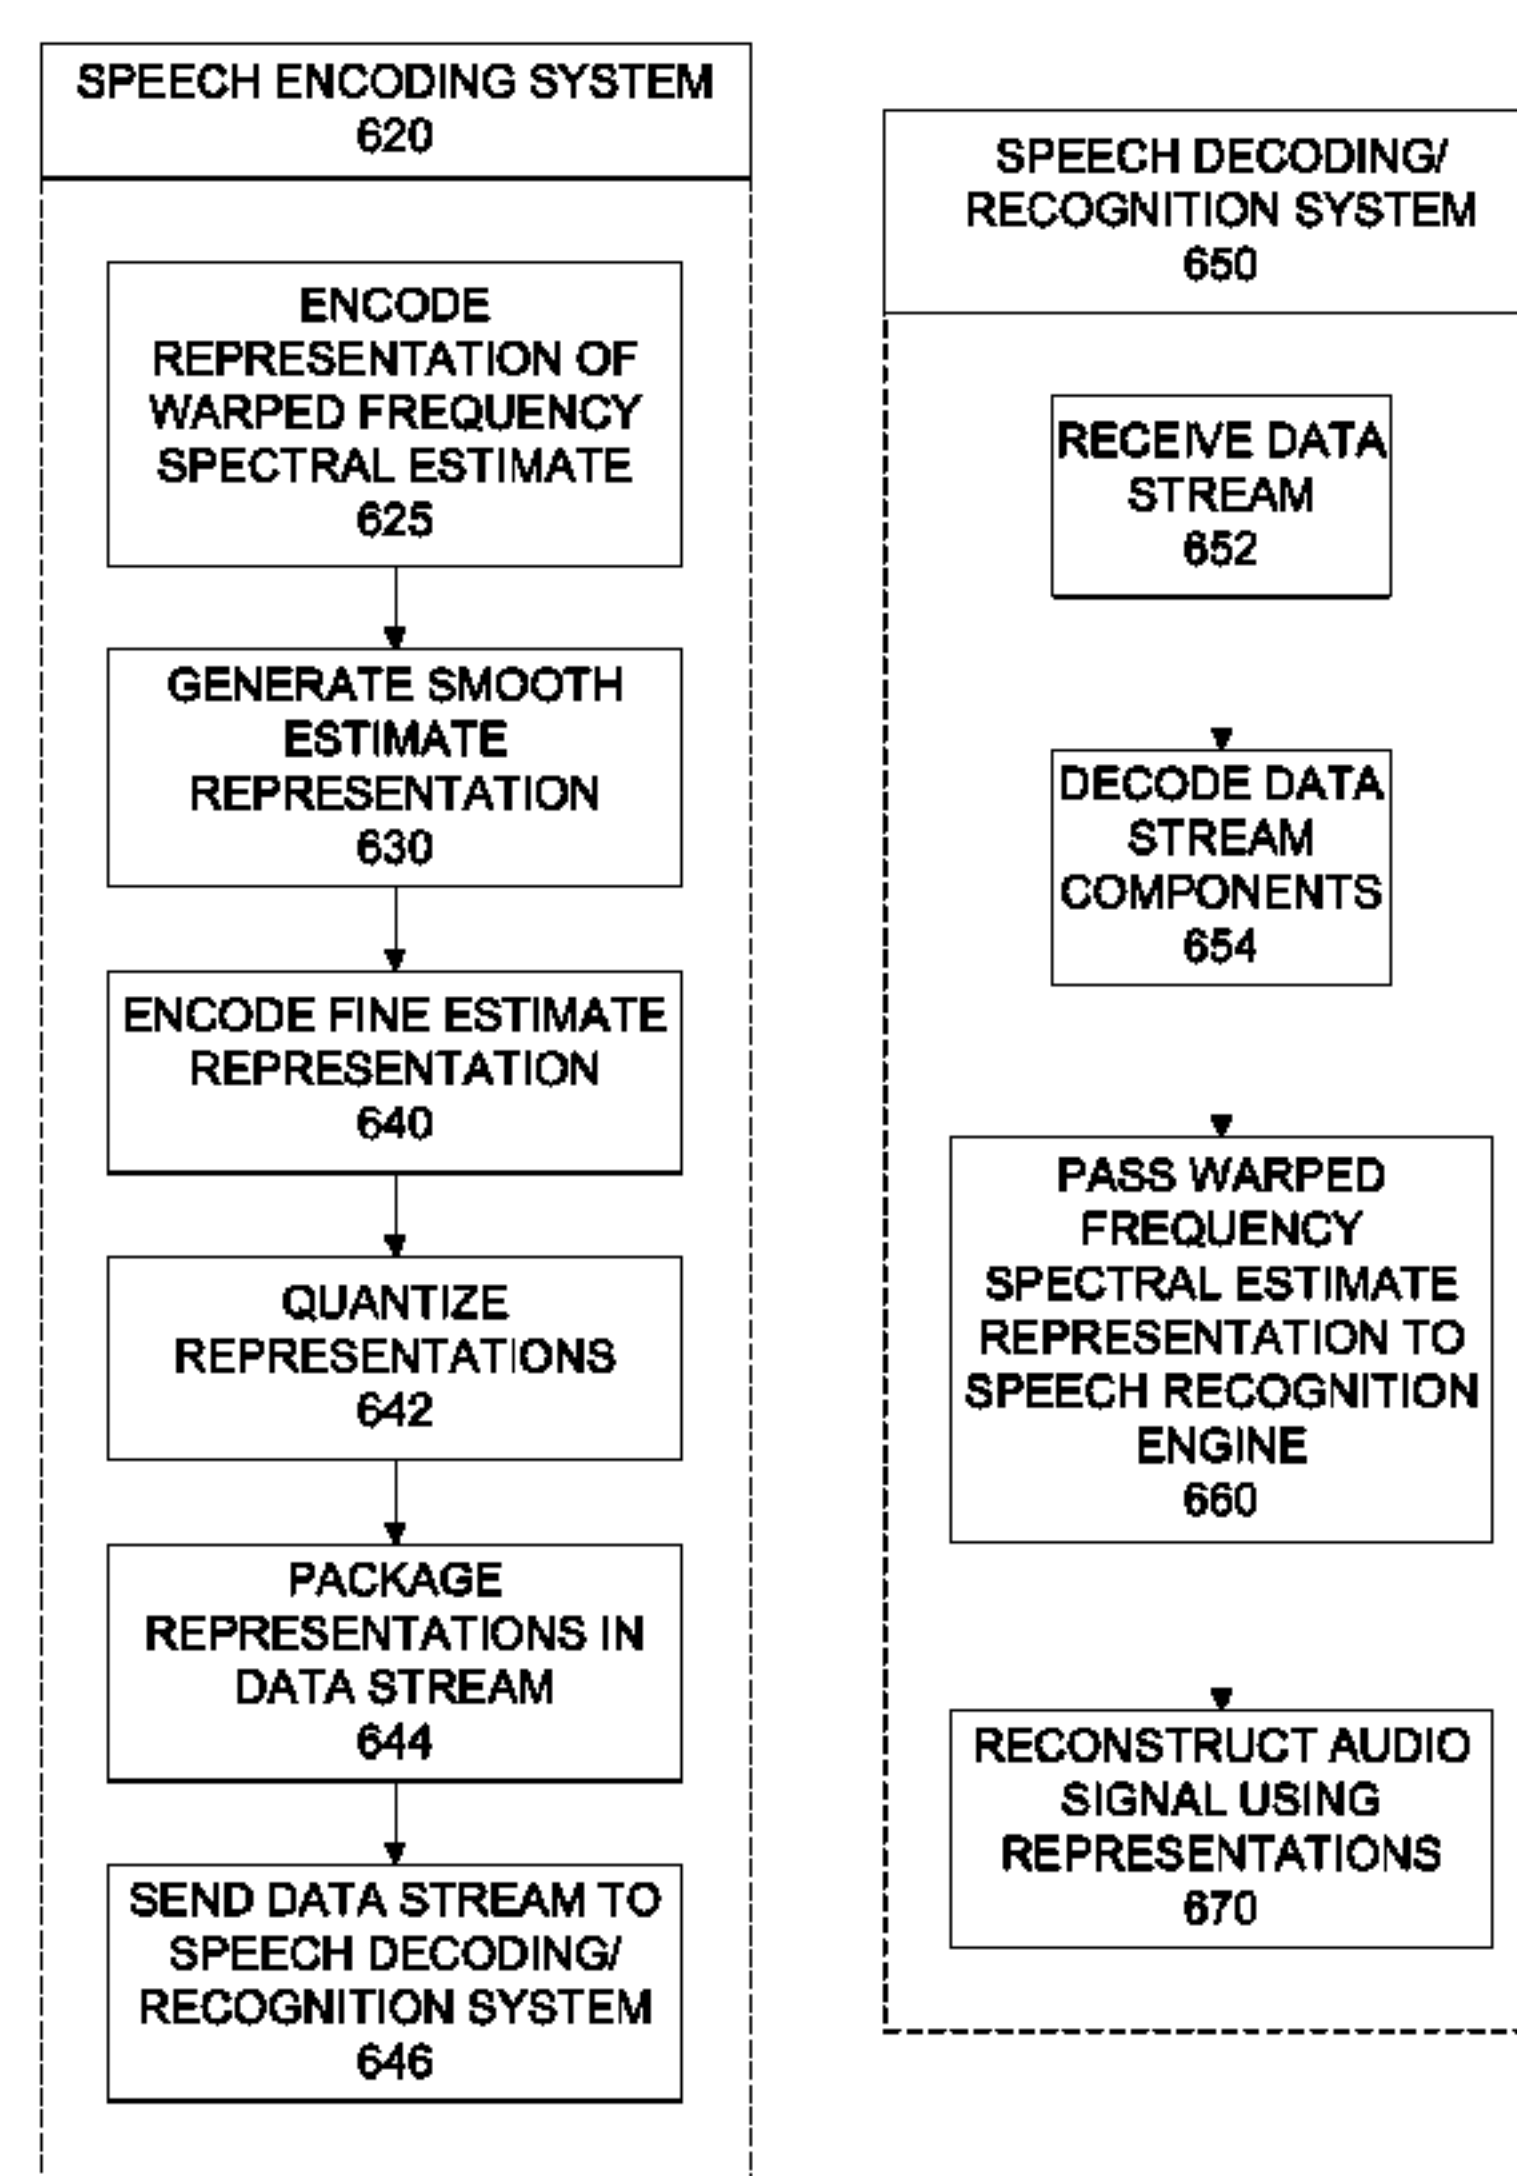 SPEECH ENCODING SYSTEM
620
ENCODE
REPRESENTATION OF
WARPED FREQUENCY
SPECTRAL ESTIMATE
625
GENERATE SMOOTH
ESTIMATE
REPRESENTATION
630
ENCODE FINE ESTIMATE
REPRESENTATION
640
QUANTIZE
REPRESENTATIONS
642
PACKAGE
REPRESENTATIONS IN
DATA STREAM
644
SEND DATA STREAM TO
SPEECH DECODING/
RECOGNITION SYSTEM
646
SPEECH DECODING/
RECOGNITION SYSTEM
650
RECEIVE DATA
STREAM
652
DECODE DATA
STREAM
COMPONENTS
654
PASS WARPED
FREQUENCY
SPECTRAL ESTIMATE
REPRESENTATION TO
SPEECH RECOGNITION
ENGINE
660
RECONSTRUCT AUDIO
SIGNAL USING
REPRESENTATIONS
670